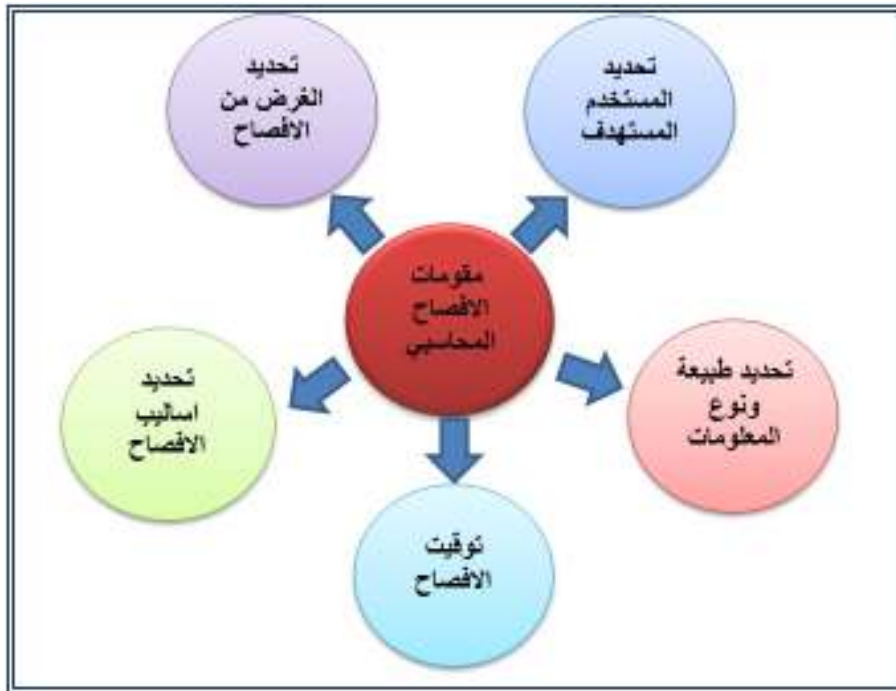 تحديد
المستخدم
المستهدف
تحديد
الغرض من
الافصاح
مقومات
الافصاح
المحاسبي
تحديد طبيعة
ونوع
المعلومات
تحديد
اساليب
الافصاح
توقيت
الافصاح